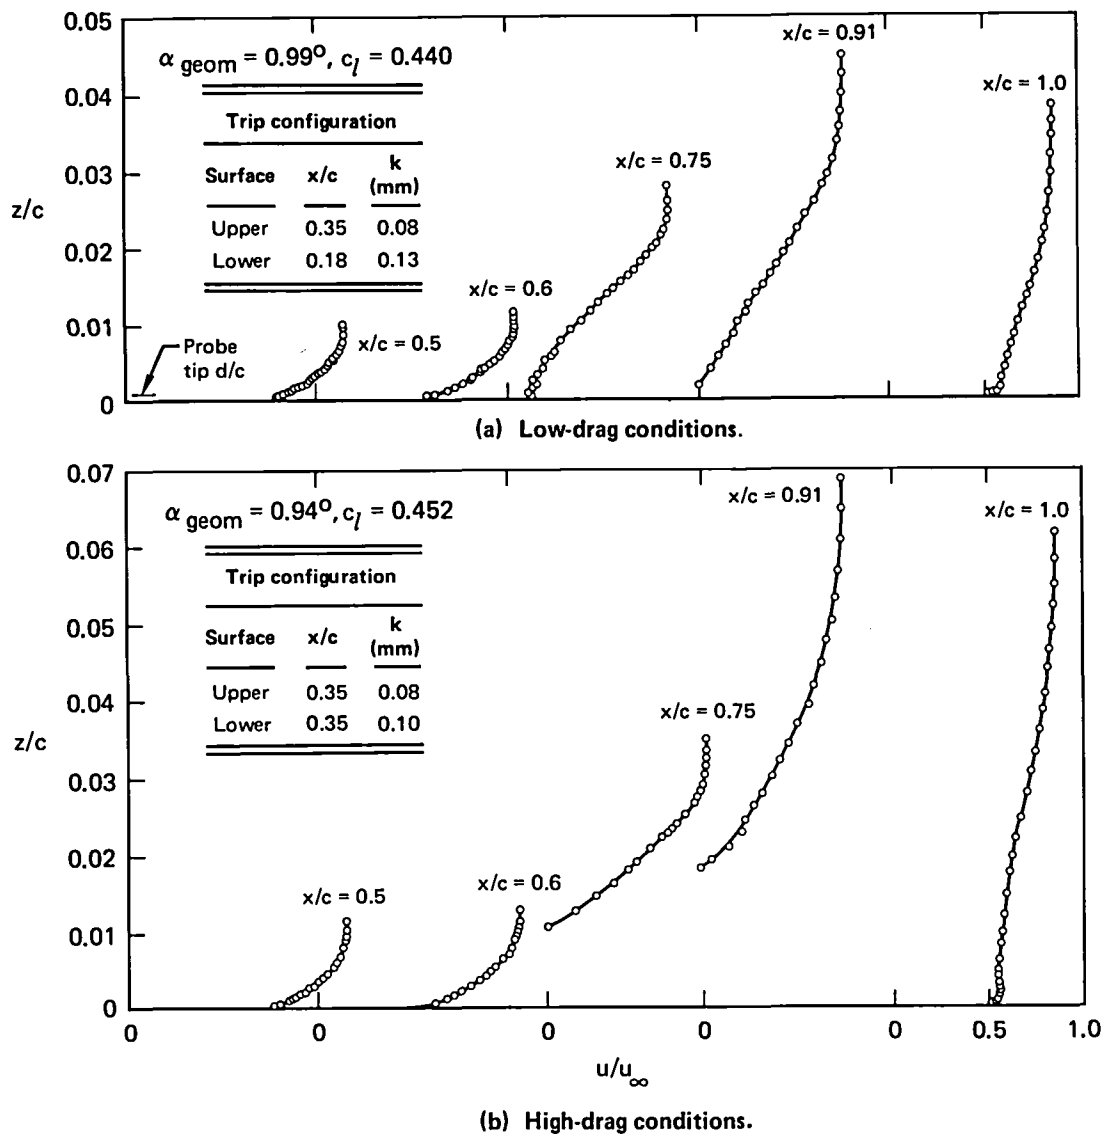 0.05
0.04
0.03
0.02
0.01
0
z/c
α geom = 0.99°, c_l = 0.440
Trip configuration
Surface x/c k (mm)
Upper 0.35 0.08
Lower 0.18 0.13
Probe tip d/c
x/c = 0.5
x/c = 0.6
x/c = 0.75
x/c = 0.91
x/c = 1.0
(a) Low-drag conditions.
0.07
0.06
0.05
0.04
0.03
0.02
0.01
0
z/c
α geom = 0.94°, c_l = 0.452
Trip configuration
Surface x/c k (mm)
Upper 0.35 0.08
Lower 0.35 0.10
x/c = 0.5
x/c = 0.6
x/c = 0.75
x/c = 0.91
x/c = 1.0
0 0 0 0 0 0.5 1.0
u/u∞
(b) High-drag conditions.